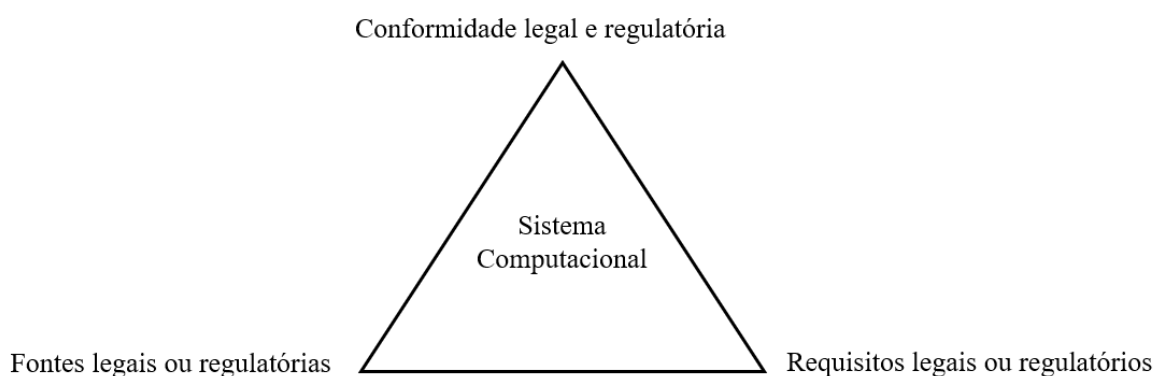 Conformidade legal e regulatória
Sistema
Computacional
Fontes legais ou regulatórias
Requisitos legais ou regulatórios